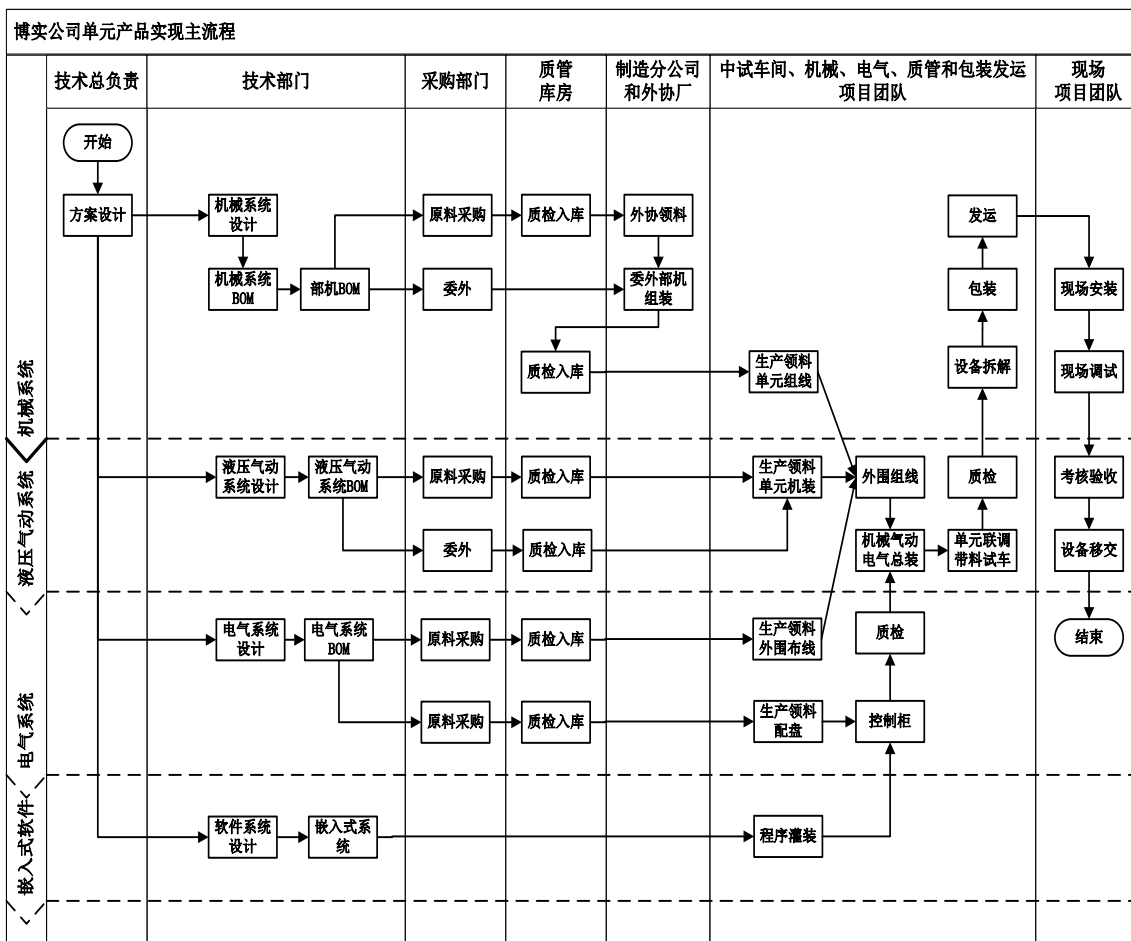 博实公司单元产品实现主流程
技术总负责
技术部门
采购部门
质管
库房
制造分公司
和外协厂
中试车间、机械、电气、质管和包装发运
项目团队
现场
项目团队
机械系统
开始
方案设计
机械系统
设计
原料采购
质检入库
外协领料
发运
机械系统
BOM
部机BOM
委外
委外部机
组装
包装
现场安装
质检入库
生产领料
单元组线
设备拆解
现场调试
液压气动系统
液压气动
系统设计
液压气动
系统BOM
原料采购
质检入库
生产领料
单元机装
外围组线
质检
考核验收
委外
质检入库
机械气动
电气总装
单元联调
带料试车
设备移交
电气系统
电气系统
设计
电气系统
BOM
原料采购
质检入库
生产领料
外围布线
质检
结束
原料采购
质检入库
生产领料
配盘
控制柜
嵌入式软件
软件系统
设计
嵌入式系
统
程序灌装